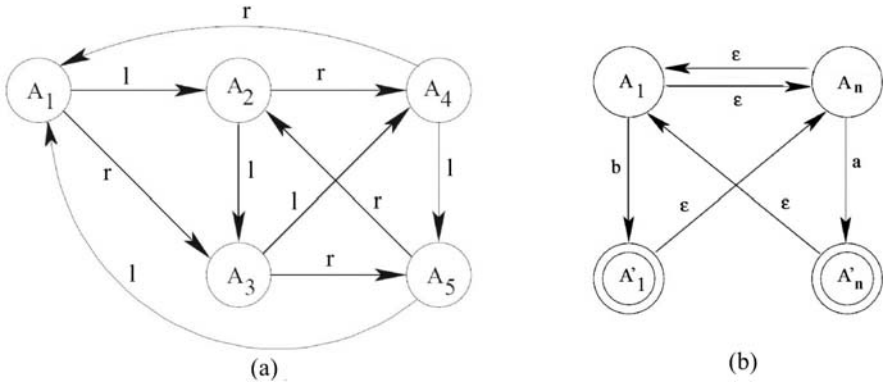 r
A1 l A2 r A4
r l l r l
A3 r A5
l
(a)
ε
A1 An
ε
b a
ε ε
A'1 A'n
(b)